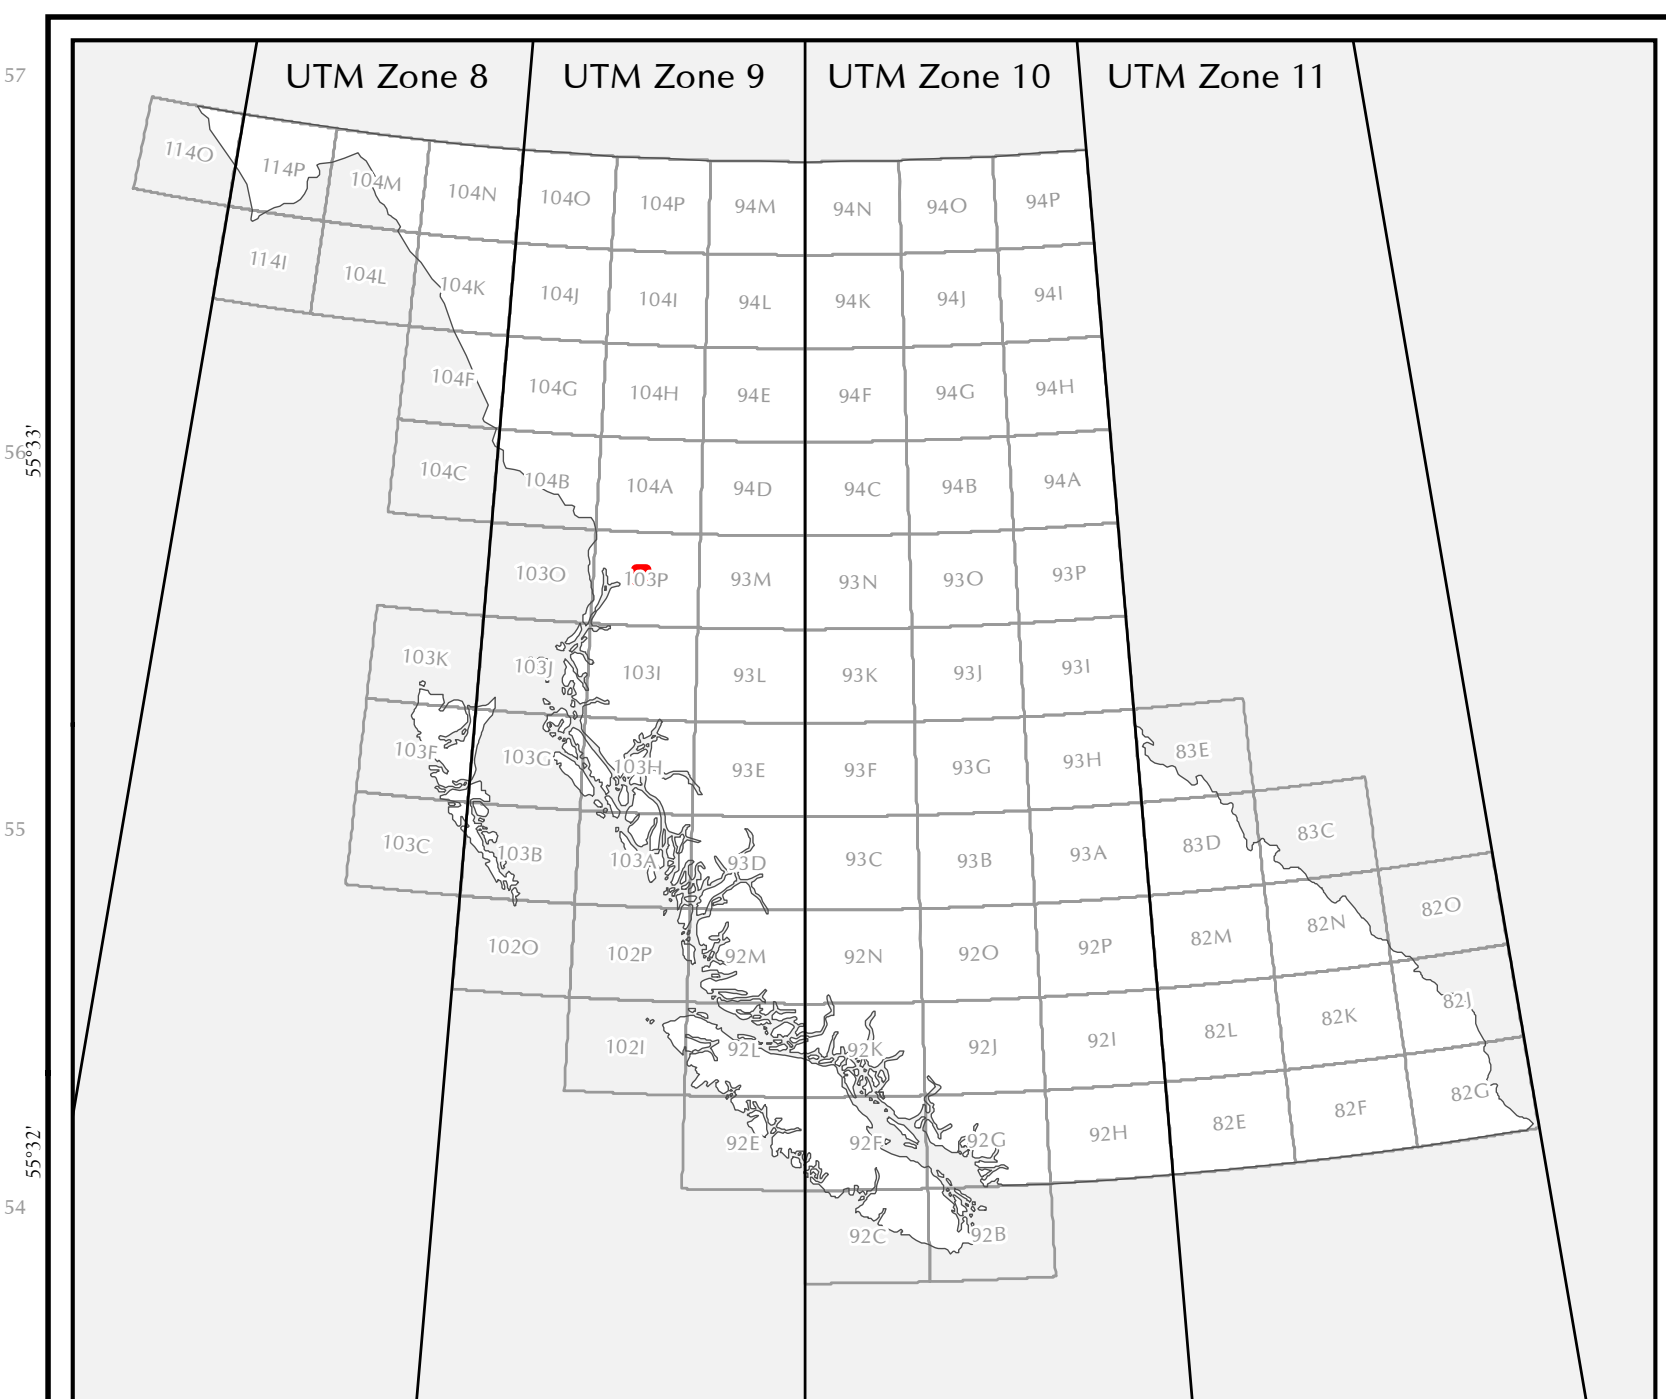 57
UTM Zone 8 UTM Zone 9 UTM Zone 10 UTM Zone 11
114O 114P 104M 104N 104O 104P 94M 94N 94O 94P
114I 104L 104K 104J 104I 94L 94K 94J 94I
104F 104G 104H 94E 94F 94G 94H
56
55°33'
104C 104B 104A 94D 94C 94B 94A
103O 103P 93M 93N 93O 93P
103K 103J 103I 93L 93K 93J 93I
103F 103G 103H 93E 93F 93G 93H 83E
55
103C 103B 103A 93D 93C 93B 93A 83D 83C
102O 102P 92M 92N 92O 92P 82M 82N 82O
102I 92L 92K 92J 92I 82L 82K 82J
55°32'
92E 92F 92G 92H 82E 82F 82G
54
92C 92B